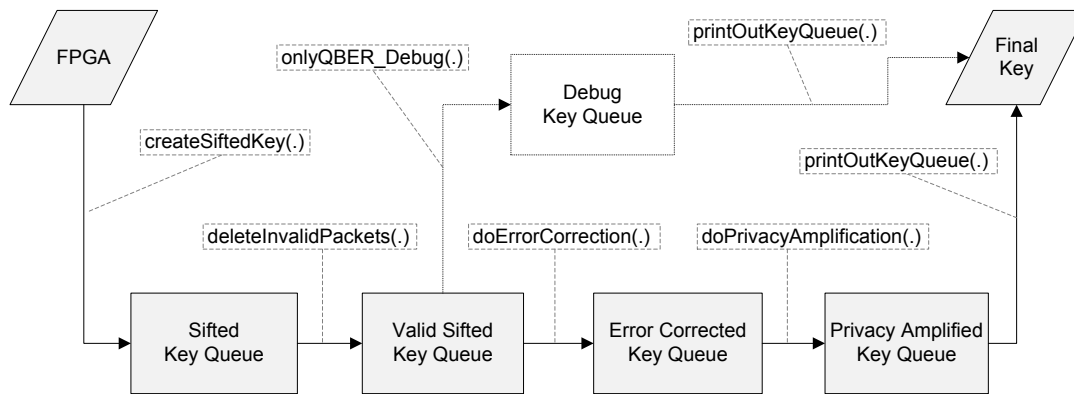 FPGA
onlyQBER_Debug(.)
printOutKeyQueue(.)
Final
Key
Debug
Key Queue
createSiftedKey(.)
printOutKeyQueue(.)
deleteInvalidPackets(.)
doErrorCorrection(.)
doPrivacyAmplification(.)
Sifted
Key Queue
Valid Sifted
Key Queue
Error Corrected
Key Queue
Privacy Amplified
Key Queue